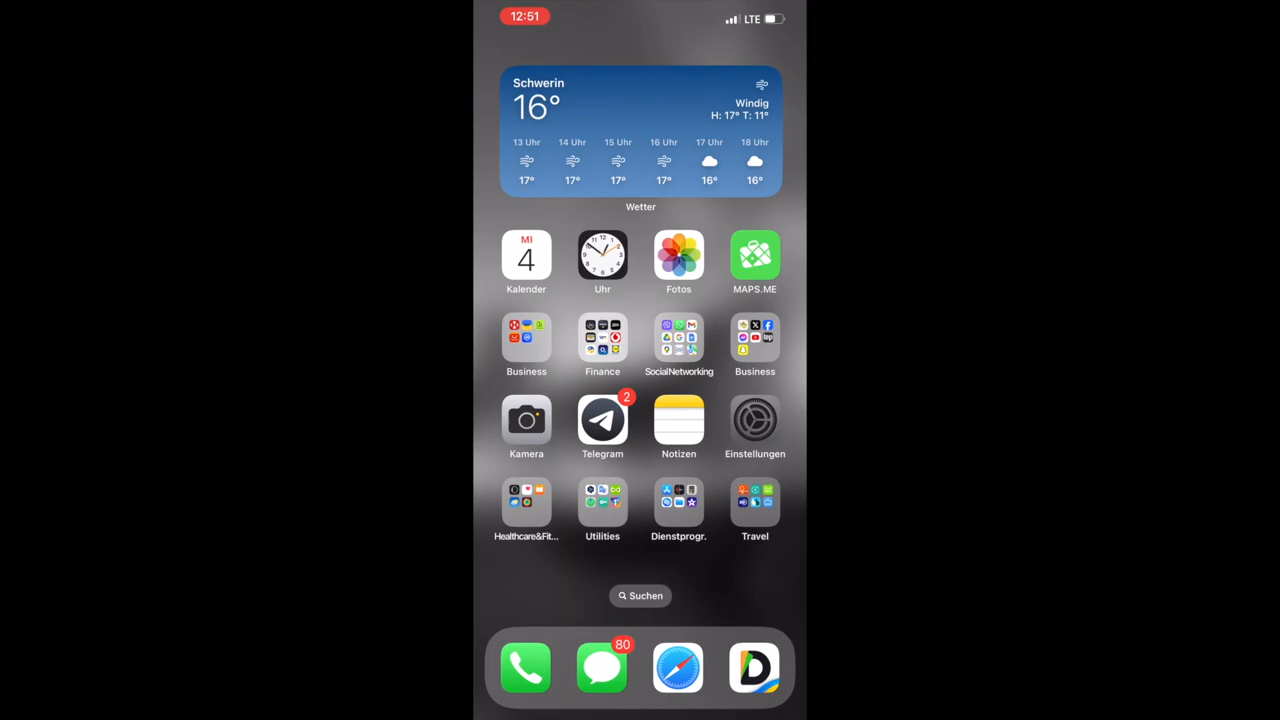 12:51 LTE
Schwerin
16°
Windig
H: 17° T: 11°
13 Uhr 14 Uhr 15 Uhr 16 Uhr 17 Uhr 18 Uhr
17° 17° 17° 17° 16° 16°
Wetter
MI
4
Kalender Uhr Fotos MAPS.ME
Business Finance SocialNetworking Business
2
Kamera Telegram Notizen Einstellungen
Healthcare&Fit... Utilities Dienstprogr. Travel
Suchen
80
D